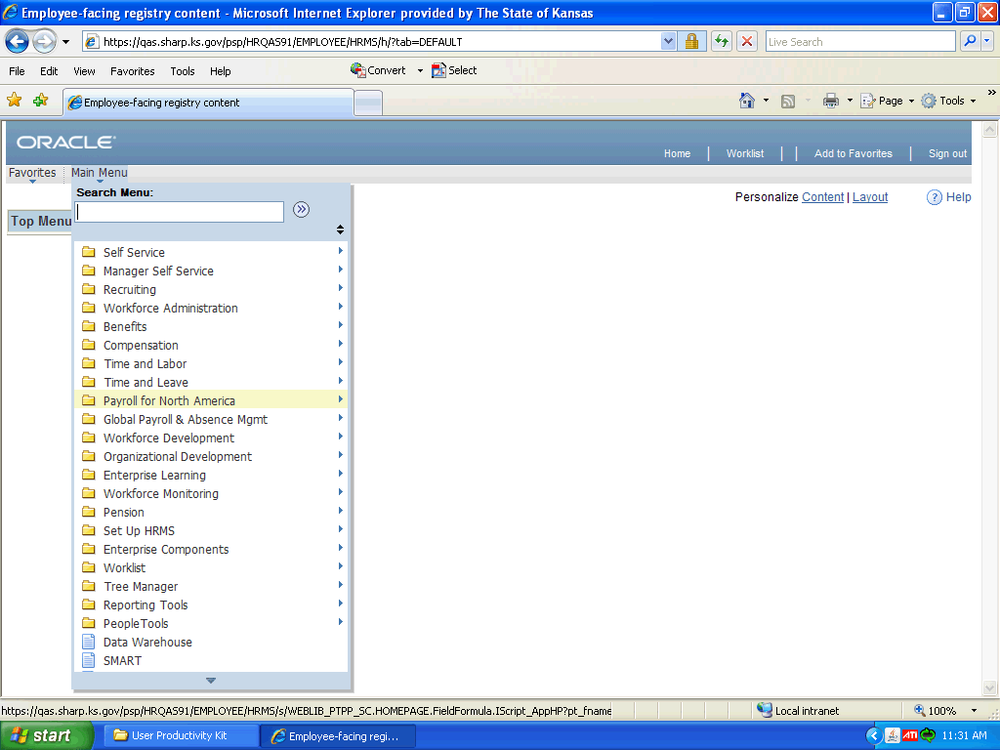 Employee-facing registry content - Microsoft Internet Explorer provided by The State of Kansas
https://qas.sharp.ks.gov/psp/HRQAS91/EMPLOYEE/HRMS/h/?tab=DEFAULT
Live Search
File Edit View Favorites Tools Help Convert Select
Employee-facing registry content
Page Tools »
ORACLE
Home Worklist Add to Favorites Sign out
Favorites Main Menu
Search Menu:
Personalize Content | Layout ? Help
Top Menu
Self Service
Manager Self Service
Recruiting
Workforce Administration
Benefits
Compensation
Time and Labor
Time and Leave
Payroll for North America
Global Payroll & Absence Mgmt
Workforce Development
Organizational Development
Enterprise Learning
Workforce Monitoring
Pension
Set Up HRMS
Enterprise Components
Worklist
Tree Manager
Reporting Tools
PeopleTools
Data Warehouse
SMART
https://qas.sharp.ks.gov/psp/HRQAS91/EMPLOYEE/HRMS/s/WEBLIB_PTPP_SC.HOMEPAGE.FieldFormula.IScript_AppHP?pt_fname
Local intranet 100%
start User Productivity Kit Employee-facing regi... 11:31 AM